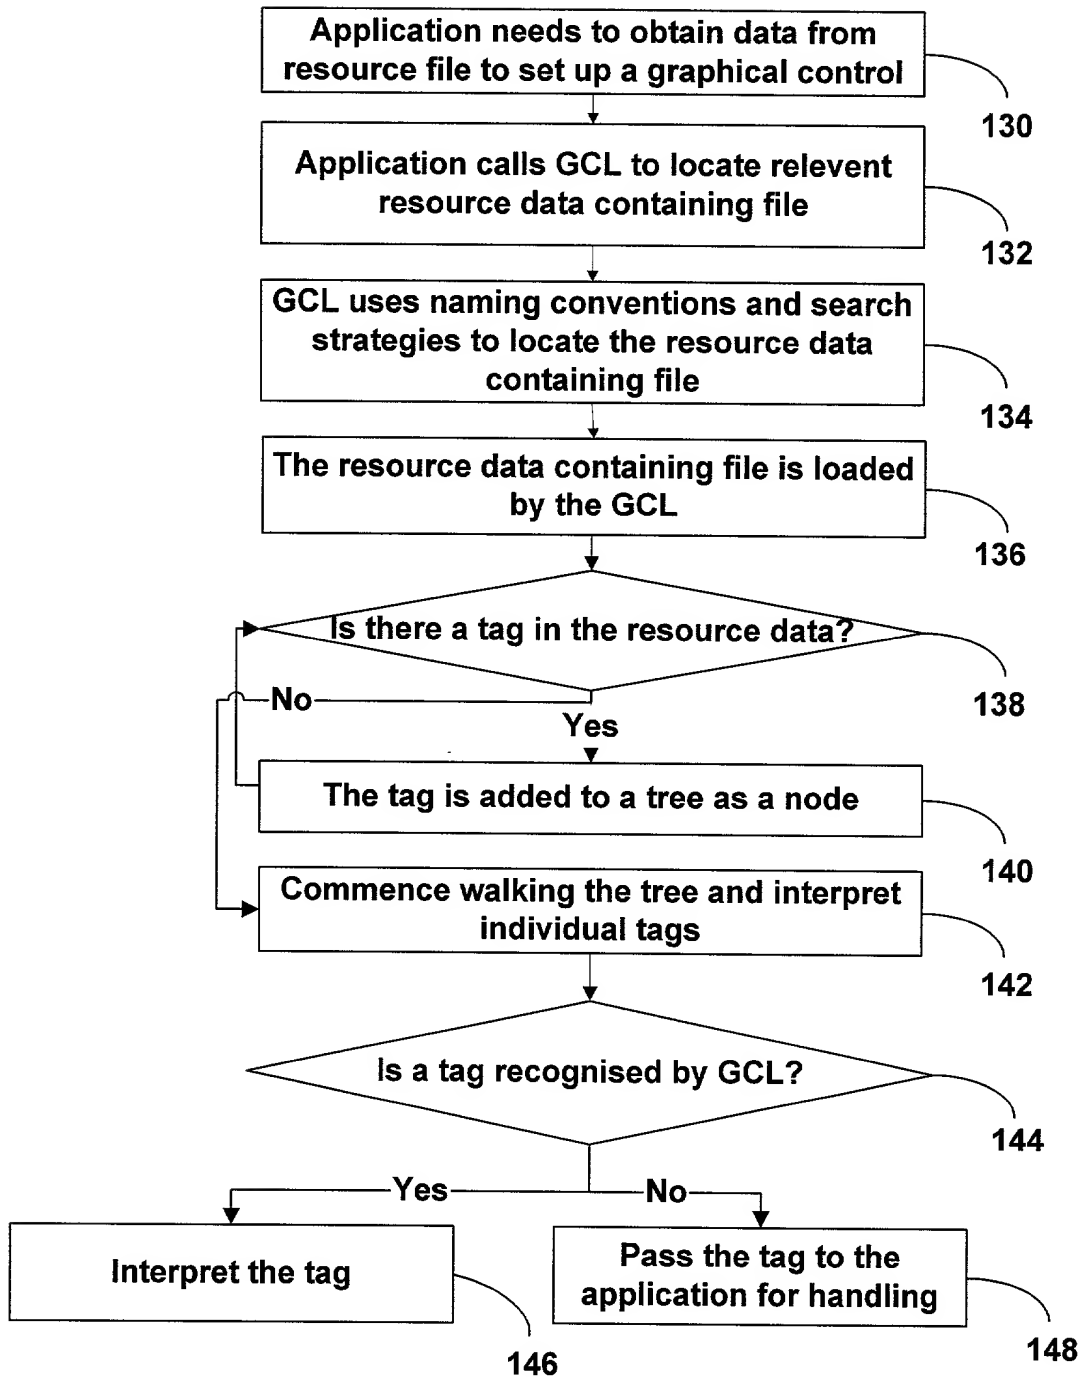 Application needs to obtain data from
resource file to set up a graphical control
130
Application calls GCL to locate relevent
resource data containing file
132
GCL uses naming conventions and search
strategies to locate the resource data
containing file
134
The resource data containing file is loaded
by the GCL
136
Is there a tag in the resource data?
138
No
Yes
The tag is added to a tree as a node
140
Commence walking the tree and interpret
individual tags
142
Is a tag recognised by GCL?
144
Yes
No
Interpret the tag
146
Pass the tag to the
application for handling
148